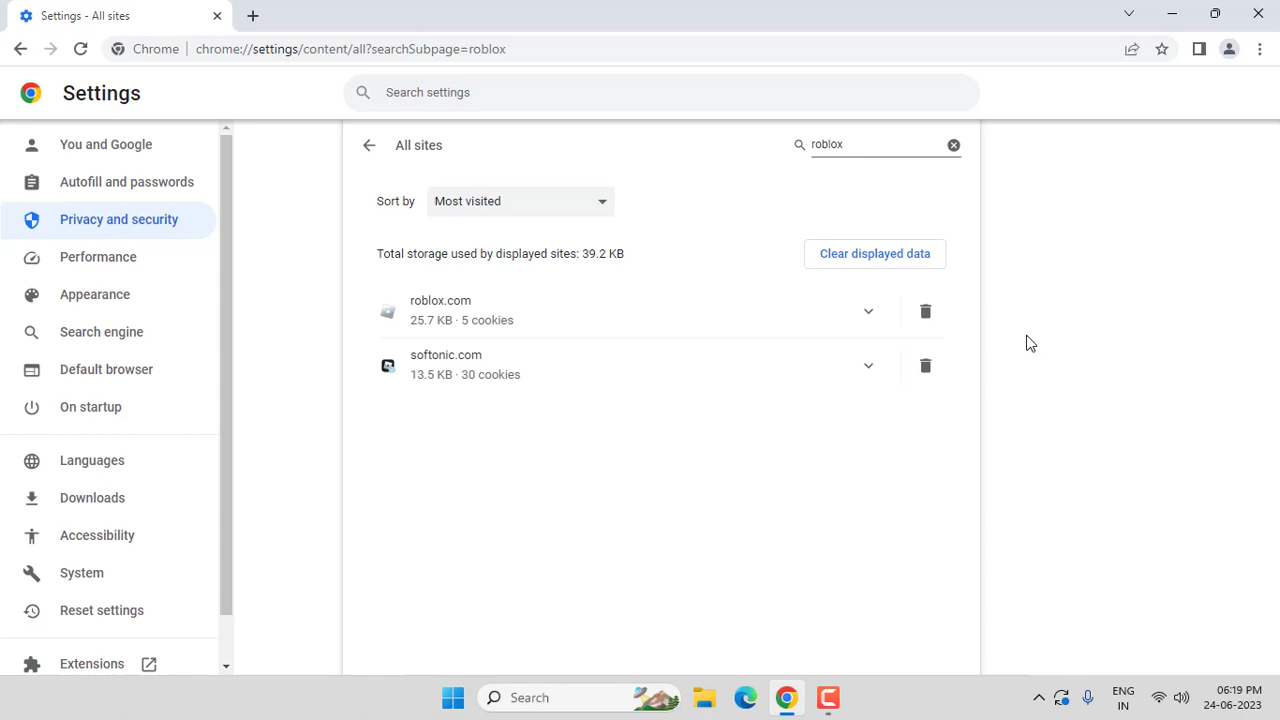 Settings - All sites
Chrome
chrome://settings/content/all?searchSubpage=roblox
Settings
Search settings
You and Google
Autofill and passwords
Privacy and security
Performance
Appearance
Search engine
Default browser
On startup
Languages
Downloads
Accessibility
System
Reset settings
Extensions
All sites
roblox
Sort by
Most visited
Total storage used by displayed sites: 39.2 KB
Clear displayed data
roblox.com
25.7 KB · 5 cookies
softonic.com
13.5 KB · 30 cookies
Search
ENG
IN
06:19 PM
24-06-2023